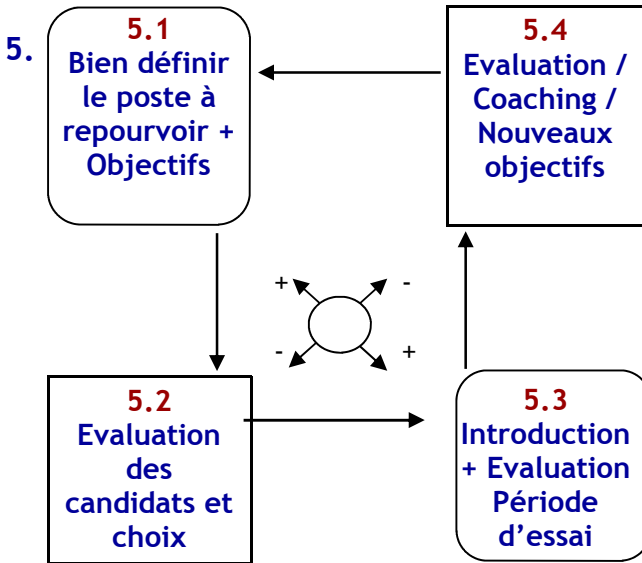 5.
5.1
Bien définir
le poste à
repourvoir +
Objectifs
5.4
Evaluation /
Coaching /
Nouveaux
objectifs
+ -
- +
5.2
Evaluation
des
candidats et
choix
5.3
Introduction
+ Evaluation
Période
d’essai